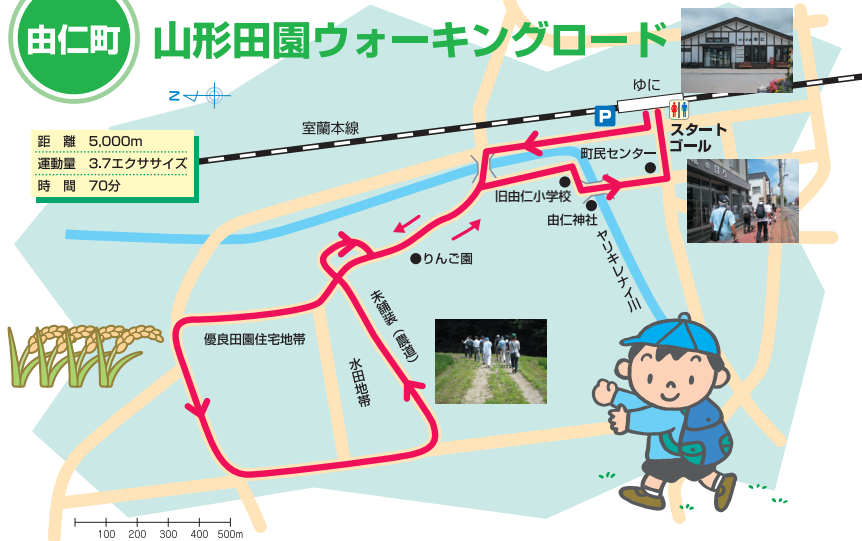 由仁町
山形田園ウォーキングロード
ゆに
N
P
室蘭本線
スタート
ゴール
距 離 5,000m
運動量 3.7エクササイズ
時 間 70分
町民センター
旧由仁小学校
由仁神社
ヤリキレナイ川
りんご園
未舗装（農道）
優良田園住宅地帯
水田地帯
100 200 300 400 500m